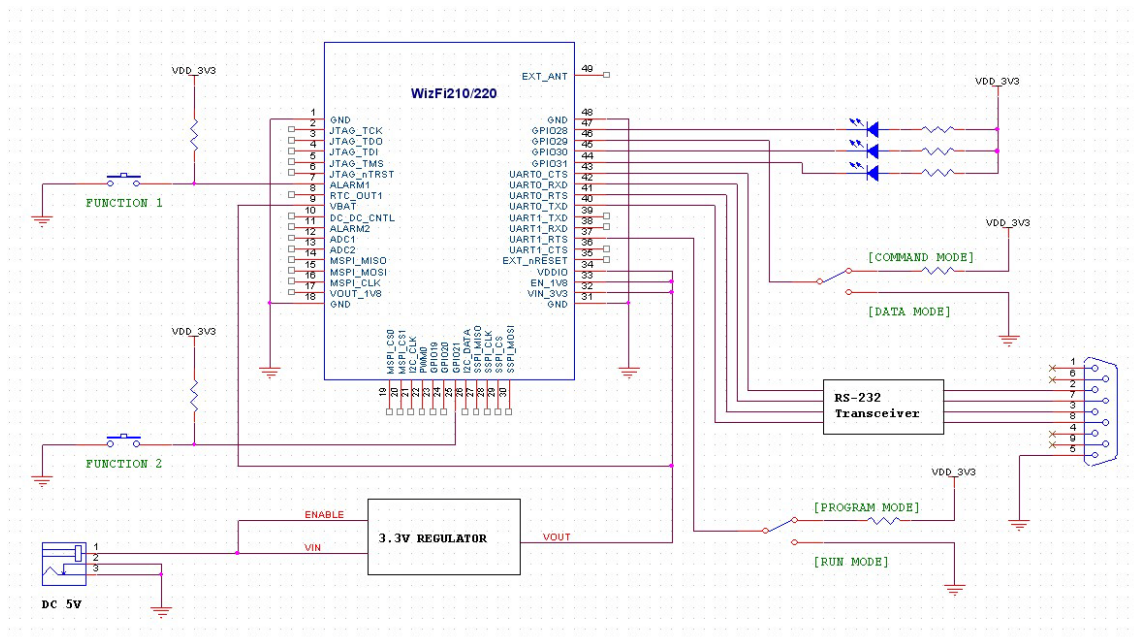 VDD_3V3
FUNCTION 1
VDD_3V3
FUNCTION 2
WizFi210/220
EXT_ANT 49
1 GND
2 JTAG_TCK
3 JTAG_TDO
4 JTAG_TDI
5 JTAG_TMS
6 JTAG_nTRST
7 ALARM1
8 RTC_OUT1
9 VBAT
10 DC_DC_CNTL
11 ALARM2
12 ADC1
13 ADC2
14 MSPI_MISO
15 MSPI_MOSI
16 MSPI_CLK
17 VOUT_1V8
18 GND
GND 48
GPIO28 47
GPIO29 46
GPIO30 45
GPIO31 44
UART0_CTS 43
UART0_RXD 42
UART0_RTS 41
UART0_TXD 40
UART1_TXD 39
UART1_RXD 38
UART1_RTS 37
UART1_CTS 36
EXT_nRESET 35
VDDIO 34
EN_1V8 33
VIN_3V3 32
GND 31
MSPI_CS0 19
MSPI_CS1 20
I2C_CLK 21
PWM0 22
GPIO19 23
GPIO20 24
GPIO21 25
I2C_DATA 26
SSPI_MISO 27
SSPI_CLK 28
SSPI_CS 29
SSPI_MOSI 30
VDD_3V3
VDD_3V3
[COMMAND MODE]
[DATA MODE]
RS-232
Transceiver
1
6
2
7
3
8
4
9
5
VDD_3V3
[PROGRAM MODE]
[RUN MODE]
ENABLE
VIN
3.3V REGULATOR
VOUT
1
2
3
DC 5V